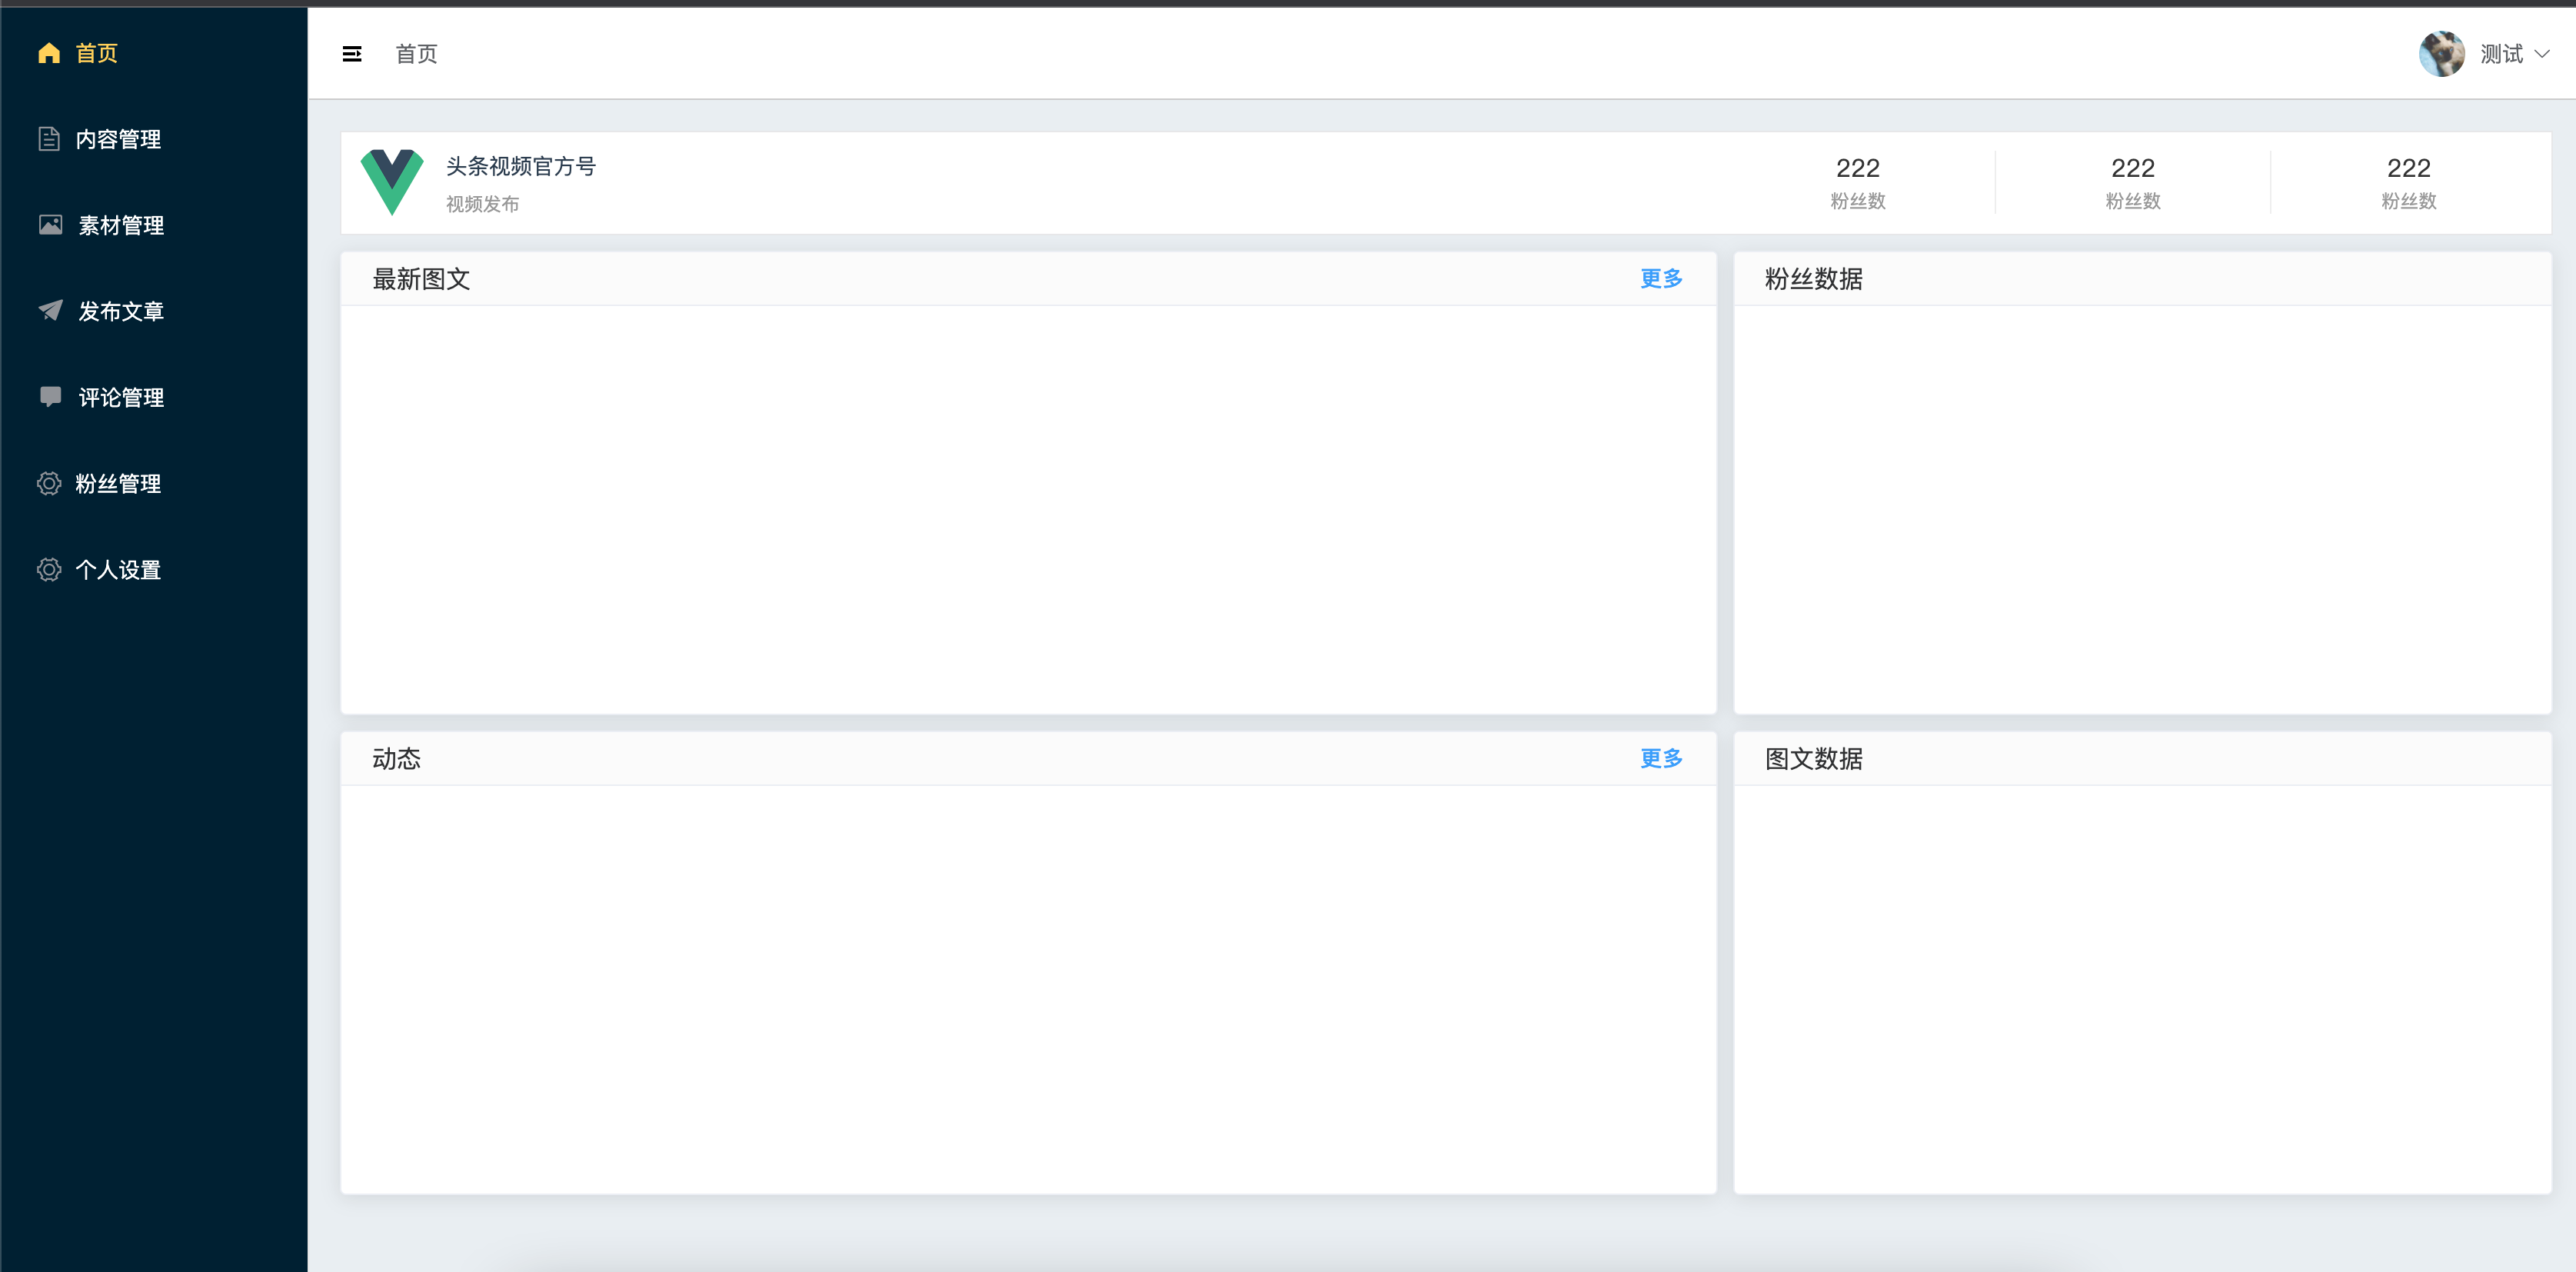 首页
内容管理
素材管理
发布文章
评论管理
粉丝管理
个人设置
首页
测试
头条视频官方号
视频发布
222
粉丝数
222
粉丝数
222
粉丝数
最新图文
更多
粉丝数据
动态
更多
图文数据